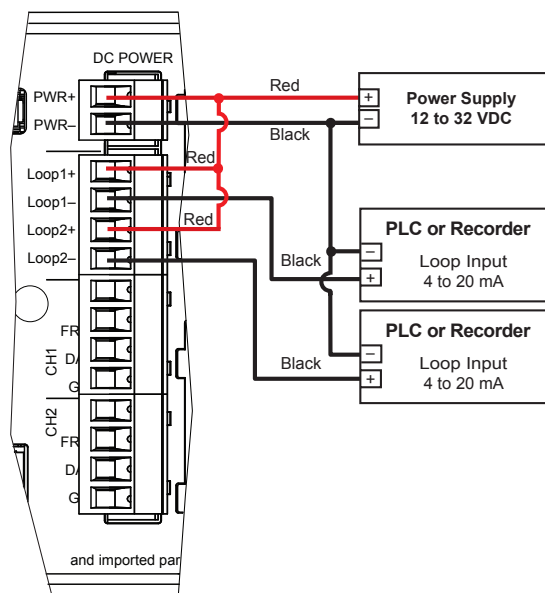 DC POWER
PWR+
PWR–
Loop1+
Loop1–
Loop2+
Loop2–
CH1
FR
D
G
CH2
FR
D
G
and imported par
Red
Black
Red
Red
Black
Black
+
–
Power Supply
12 to 32 VDC
PLC or Recorder
–
Loop Input
+
4 to 20 mA
PLC or Recorder
–
Loop Input
+
4 to 20 mA